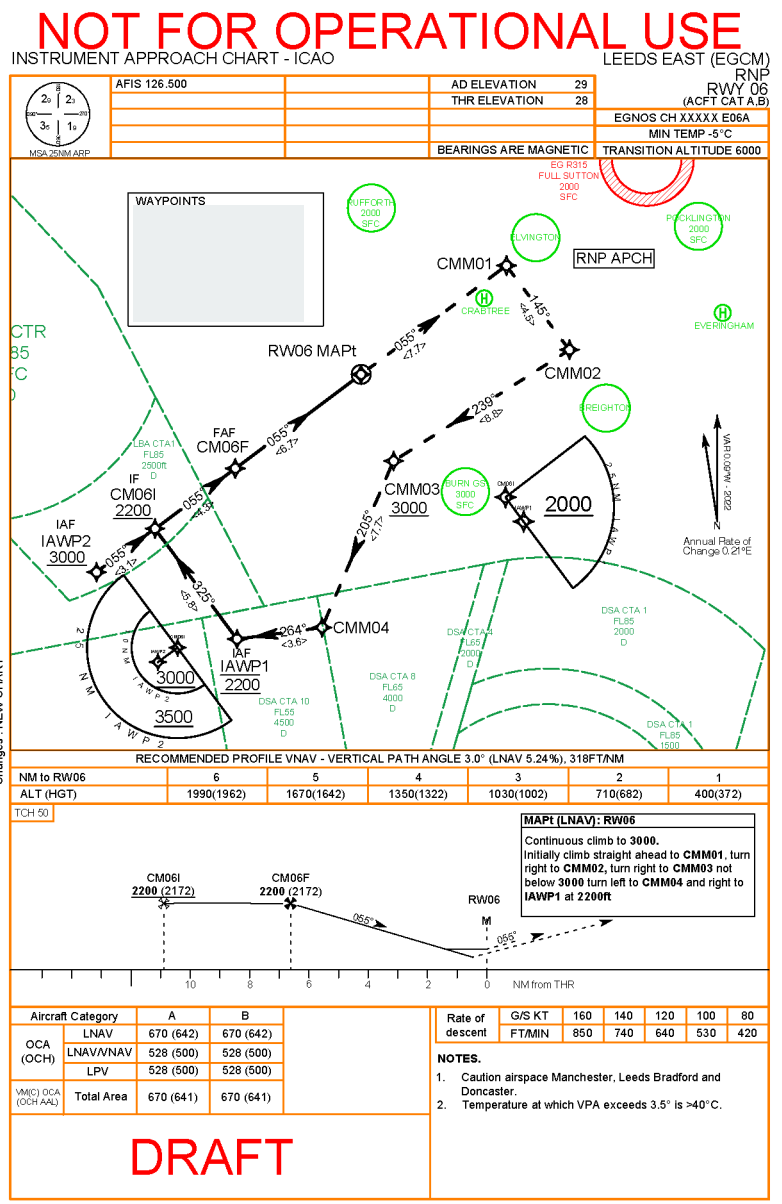 NOT FOR OPERATIONAL USE
INSTRUMENT APPROACH CHART - ICAO
LEEDS EAST (EGCM)
RNP
RWY 06
(ACFT CAT A,B)
AFIS 126.500
AD ELEVATION 29
THR ELEVATION 28
EGNOS CH XXXXX E06A
MIN TEMP -5°C
BEARINGS ARE MAGNETIC
TRANSITION ALTITUDE 6000
MSA 25NM ARP
WAYPOINTS
EG R315
FULL SUTTON
2000
SFC
RUFFORTH
2000
SFC
ELVINGTON
POCKLINGTON
2000
SFC
RNP APCH
CMM01
H
CRABTREE
H
EVERINGHAM
145°
<4.5>
055°
<7.7>
RW06 MAPt
CMM02
239°
<8.8>
BREIGHTON
CTR
FAF
CM06F
055°
<6.7>
LBA CTA1
FL85
2500ft
D
IF
CM06I
2200
055°
<4.3>
CMM03
3000
BURN GS
3000
SFC
CM06I
IAWP1
2000
25NM IAWP1
VAR 0.09°W - 2022
N
Annual Rate of
Change 0.21°E
IAF
IAWP2
3000
055°
<3.1>
205°
<7.7>
325°
<5.8>
264°
<3.6>
CMM04
IAF
IAWP1
2200
3000
3500
25 NM IAWP2
DSA CTA 10
FL55
4500
D
DSA CTA 8
FL65
4000
D
DSA CTA 4
FL65
2000
D
DSA CTA 1
FL85
2000
D
DSA CTA 1
FL85
1500
RECOMMENDED PROFILE VNAV - VERTICAL PATH ANGLE 3.0° (LNAV 5.24%), 318FT/NM
NM to RW06 6 5 4 3 2 1
ALT (HGT) 1990(1962) 1670(1642) 1350(1322) 1030(1002) 710(682) 400(372)
TCH 50
MAPt (LNAV): RW06
Continuous climb to 3000.
Initially climb straight ahead to CMM01, turn
right to CMM02, turn right to CMM03 not
below 3000 turn left to CMM04 and right to
IAWP1 at 2200ft
CM06I
2200 (2172)
CM06F
2200 (2172)
RW06
M
055°
055°
10 8 6 4 2 0 NM from THR
Aircraft Category A B
OCA
(OCH)
LNAV 670 (642) 670 (642)
LNAV/VNAV 528 (500) 528 (500)
LPV 528 (500) 528 (500)
VM(C) OCA
(OCH AAL)
Total Area 670 (641) 670 (641)
Rate of
descent
G/S KT 160 140 120 100 80
FT/MIN 850 740 640 530 420
NOTES.
1. Caution airspace Manchester, Leeds Bradford and
Doncaster.
2. Temperature at which VPA exceeds 3.5° is >40°C.
DRAFT